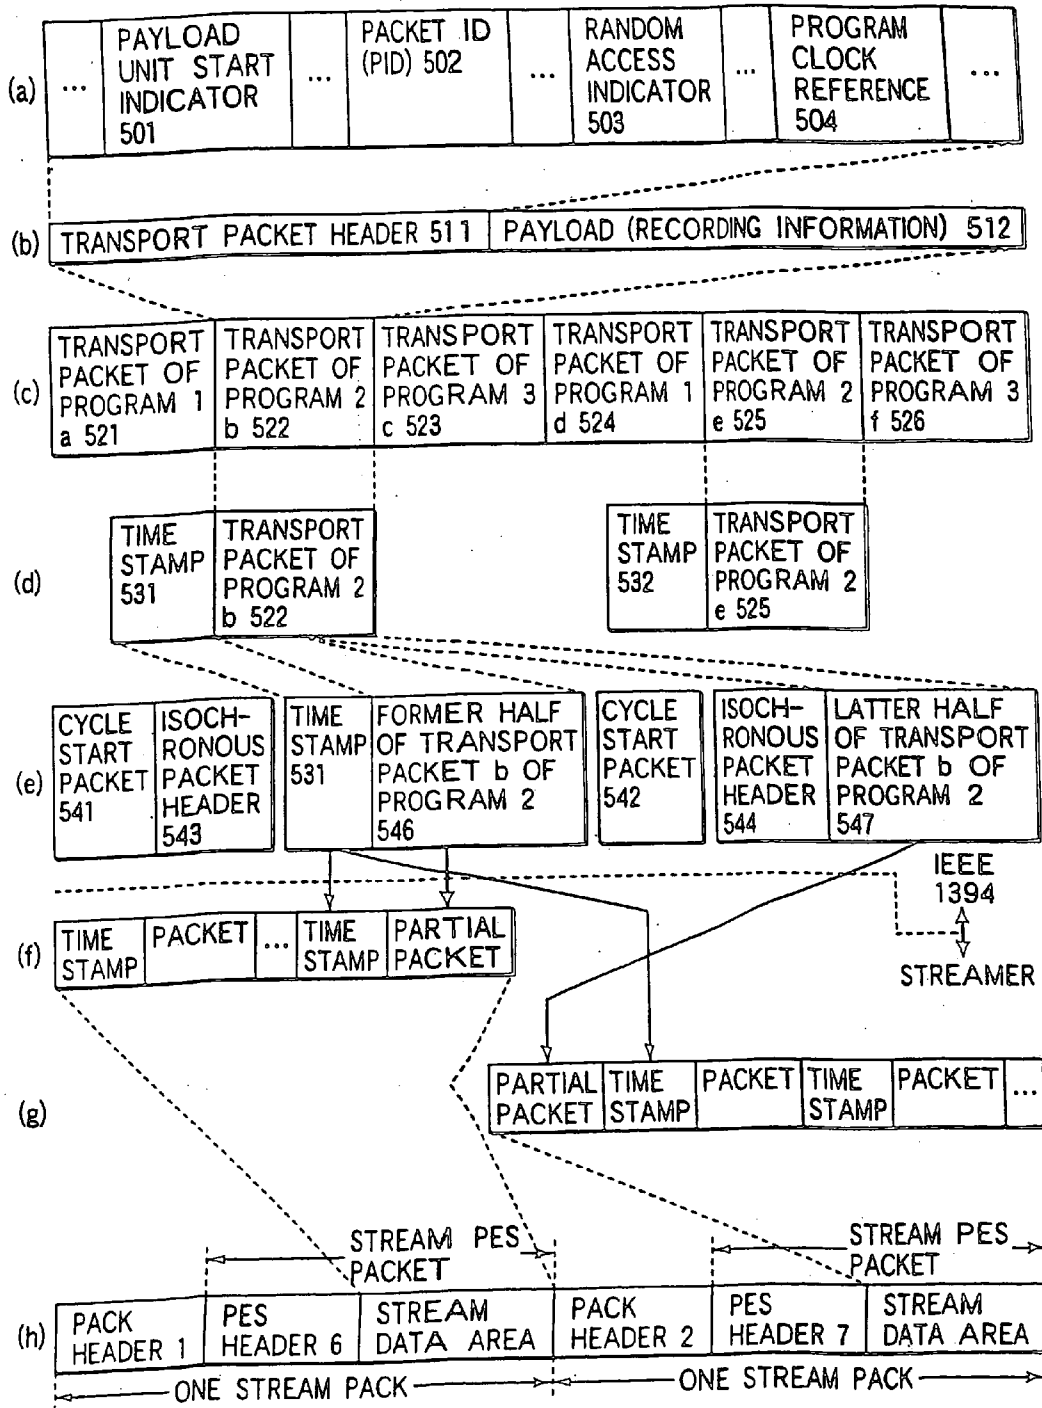 (a)
...
PAYLOAD
UNIT START
INDICATOR
501
...
PACKET ID
(PID) 502
...
RANDOM
ACCESS
INDICATOR
503
...
PROGRAM
CLOCK
REFERENCE
504
...
(b)
TRANSPORT PACKET HEADER 511
PAYLOAD (RECORDING INFORMATION) 512
(c)
TRANSPORT
PACKET OF
PROGRAM 1
a 521
TRANSPORT
PACKET OF
PROGRAM 2
b 522
TRANSPORT
PACKET OF
PROGRAM 3
c 523
TRANSPORT
PACKET OF
PROGRAM 1
d 524
TRANSPORT
PACKET OF
PROGRAM 2
e 525
TRANSPORT
PACKET OF
PROGRAM 3
f 526
(d)
TIME
STAMP
531
TRANSPORT
PACKET OF
PROGRAM 2
b 522
TIME
STAMP
532
TRANSPORT
PACKET OF
PROGRAM 2
e 525
(e)
CYCLE
START
PACKET
541
ISOCH-
RONOUS
PACKET
HEADER
543
TIME
STAMP
531
FORMER HALF
OF TRANSPORT
PACKET b OF
PROGRAM 2
546
CYCLE
START
PACKET
542
ISOCH-
RONOUS
PACKET
HEADER
544
LATTER HALF
OF TRANSPORT
PACKET b OF
PROGRAM 2
547
IEEE
1394
STREAMER
(f)
TIME
STAMP
PACKET
...
TIME
STAMP
PARTIAL
PACKET
(g)
PARTIAL
PACKET
TIME
STAMP
PACKET
TIME
STAMP
PACKET
...
STREAM PES
PACKET
STREAM PES
PACKET
(h)
PACK
HEADER 1
PES
HEADER 6
STREAM
DATA AREA
PACK
HEADER 2
PES
HEADER 7
STREAM
DATA AREA
ONE STREAM PACK
ONE STREAM PACK